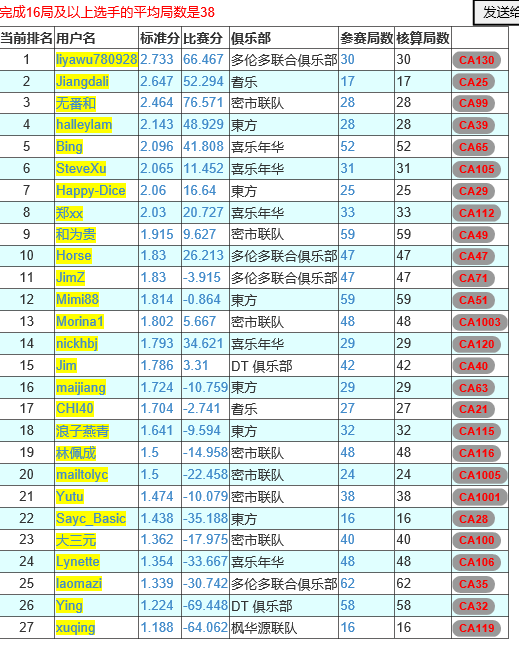 完成16局及以上选手的平均局数是38
发送给
当前排名 用户名 标准分 比赛分 俱乐部 参赛局数 核算局数
1 liyawu780928 2.733 66.467 多伦多联合俱乐部 30 30 CA130
2 Jiangdali 2.647 52.294 耆乐 17 17 CA25
3 无番和 2.464 76.571 密市联队 28 28 CA99
4 halleylam 2.143 48.929 東方 28 28 CA39
5 Bing 2.096 41.808 喜乐年华 52 52 CA65
6 SteveXu 2.065 11.452 喜乐年华 31 31 CA105
7 Happy-Dice 2.06 16.64 東方 25 25 CA29
8 郑xx 2.03 20.727 喜乐年华 33 33 CA112
9 和为贵 1.915 9.627 密市联队 59 59 CA49
10 Horse 1.83 26.213 多伦多联合俱乐部 47 47 CA47
11 JimZ 1.83 -3.915 多伦多联合俱乐部 47 47 CA71
12 Mimi88 1.814 -0.864 東方 59 59 CA51
13 Morina1 1.802 5.667 密市联队 48 48 CA1003
14 nickhbj 1.793 34.621 喜乐年华 29 29 CA120
15 Jim 1.786 3.31 DT 俱乐部 42 42 CA40
16 maijiang 1.724 -10.759 東方 29 29 CA63
17 CHI40 1.704 -2.741 耆乐 27 27 CA21
18 浪子燕青 1.641 -9.594 東方 32 32 CA115
19 林佩成 1.5 -14.958 密市联队 48 48 CA116
20 mailtolyc 1.5 -22.458 密市联队 24 24 CA1005
21 Yutu 1.474 -10.079 密市联队 38 38 CA1001
22 Sayc_Basic 1.438 -35.188 東方 16 16 CA28
23 大三元 1.362 -17.975 密市联队 40 40 CA100
24 Lynette 1.354 -33.667 喜乐年华 48 48 CA106
25 laomazi 1.339 -30.742 多伦多联合俱乐部 62 62 CA35
26 Ying 1.224 -69.448 DT 俱乐部 58 58 CA32
27 xuqing 1.188 -64.062 枫华源联队 16 16 CA119